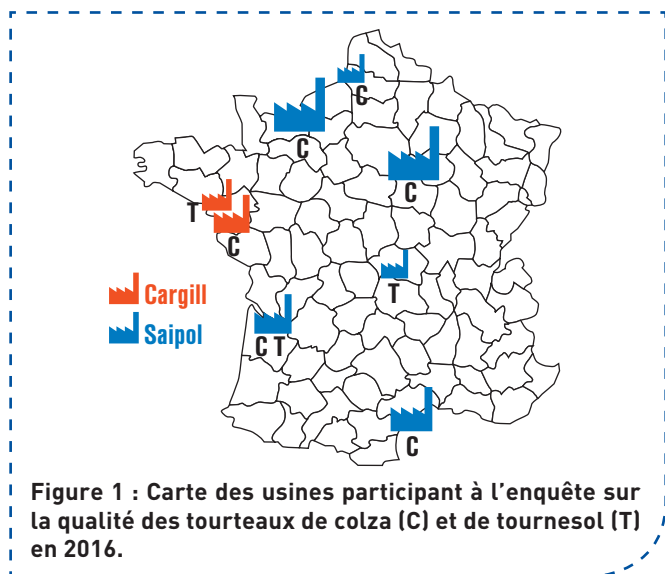 C
C
C
T
C
T
Cargill
Saipol
C T
C
Figure 1 : Carte des usines participant à l'enquête sur
la qualité des tourteaux de colza (C) et de tournesol (T)
en 2016.